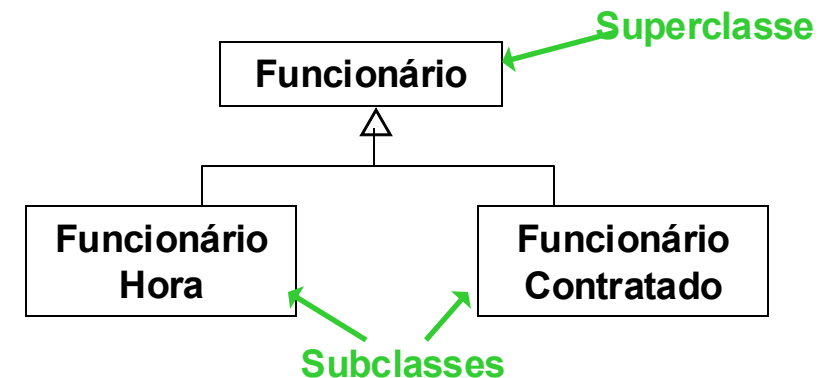 Superclasse
Funcionário
Funcionário
Hora
Funcionário
Contratado
Subclasses